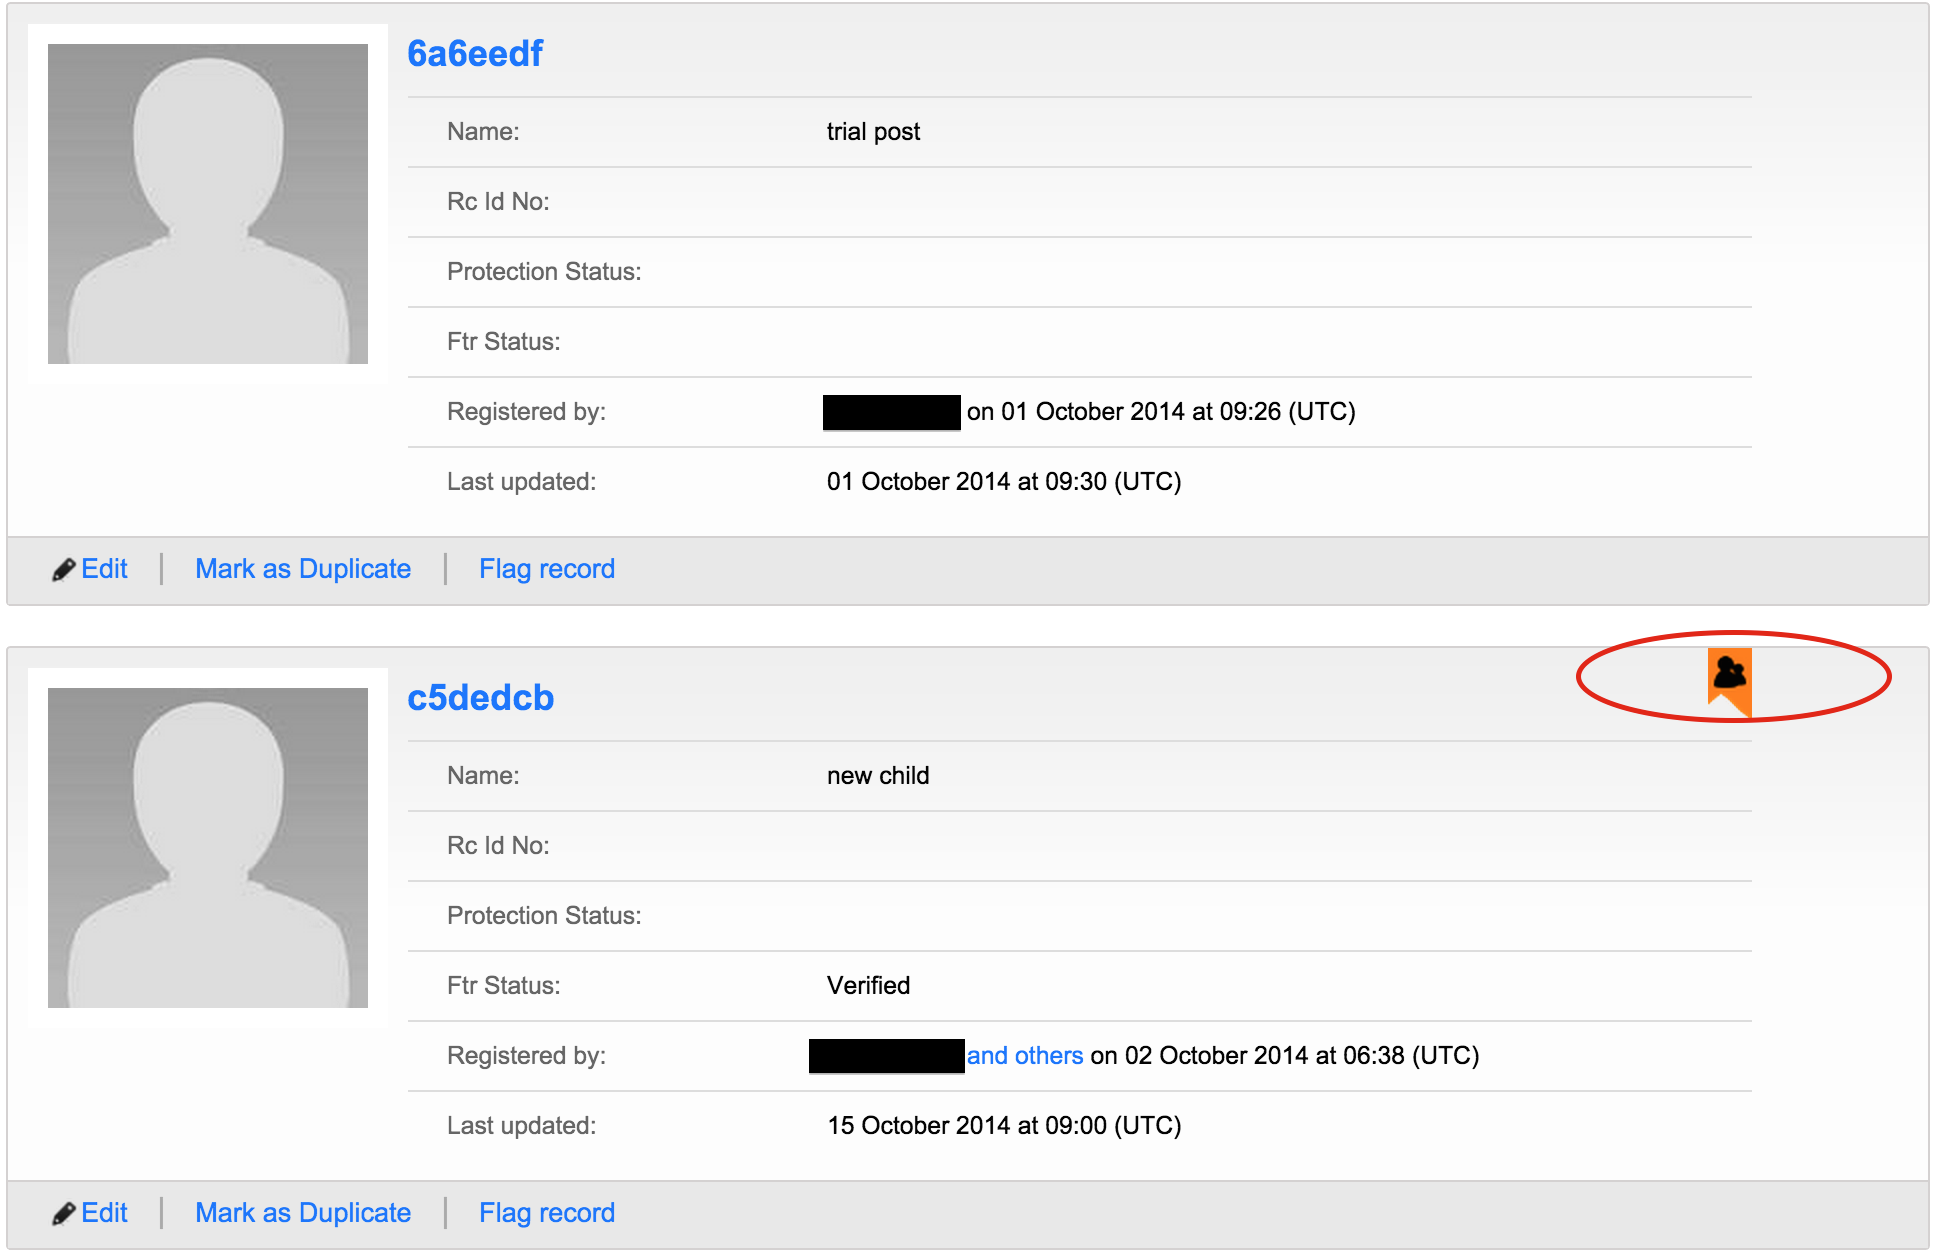 6a6eedf
Name: trial post
Rc Id No:
Protection Status:
Ftr Status:
Registered by: on 01 October 2014 at 09:26 (UTC)
Last updated: 01 October 2014 at 09:30 (UTC)
Edit | Mark as Duplicate | Flag record
c5dedcb
Name: new child
Rc Id No:
Protection Status:
Ftr Status: Verified
Registered by: and others on 02 October 2014 at 06:38 (UTC)
Last updated: 15 October 2014 at 09:00 (UTC)
Edit | Mark as Duplicate | Flag record